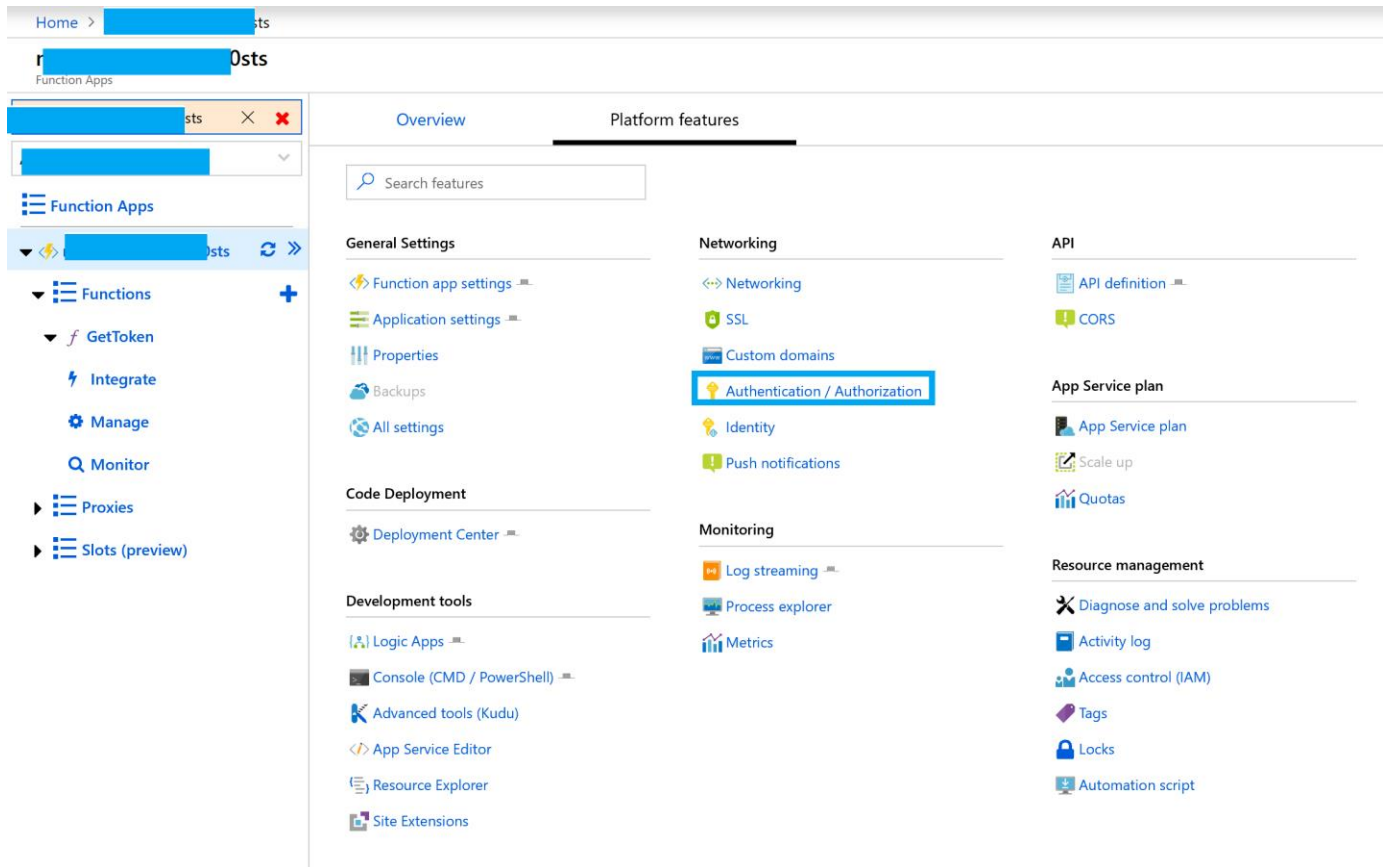 Home > sts
0sts
Function Apps
sts
Function Apps
sts
Functions
GetToken
Integrate
Manage
Monitor
Proxies
Slots (preview)
Overview
Platform features
Search features
General Settings
Function app settings
Application settings
Properties
Backups
All settings
Code Deployment
Deployment Center
Development tools
Logic Apps
Console (CMD / PowerShell)
Advanced tools (Kudu)
App Service Editor
Resource Explorer
Site Extensions
Networking
Networking
SSL
Custom domains
Authentication / Authorization
Identity
Push notifications
Monitoring
Log streaming
Process explorer
Metrics
API
API definition
CORS
App Service plan
App Service plan
Scale up
Quotas
Resource management
Diagnose and solve problems
Activity log
Access control (IAM)
Tags
Locks
Automation script